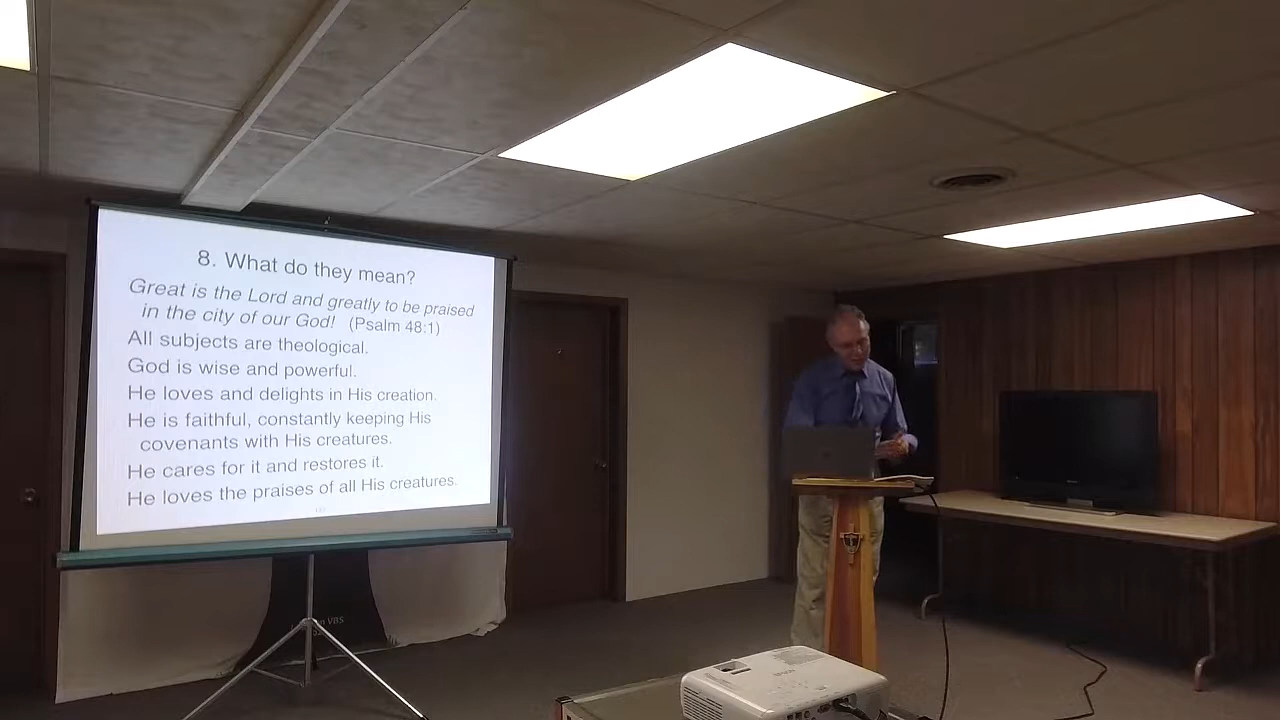 8. What do they mean?
Great is the Lord and greatly to be praised
in the city of our God! (Psalm 48:1)
All subjects are theological.
God is wise and powerful.
He loves and delights in His creation.
He is faithful, constantly keeping His
covenants with His creatures.
He cares for it and restores it.
He loves the praises of all His creatures.
VBS
EPSON